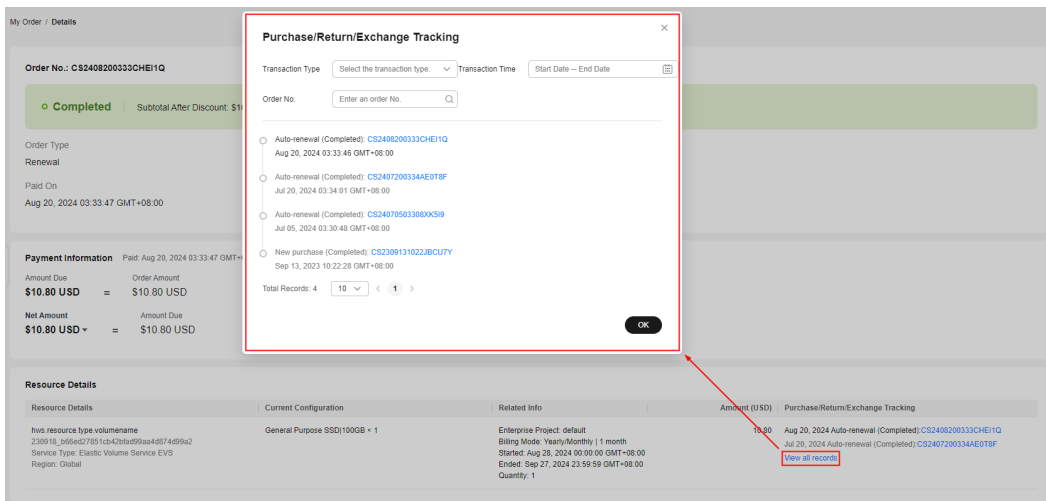 My Order / Details
Order No.: CS2408200333CHEI1Q
Completed
Subtotal After Discount: $1
Order Type
Renewal
Paid On
Aug 20, 2024 03:33:47 GMT+08:00
Purchase/Return/Exchange Tracking
Transaction Type
Select the transaction type.
Transaction Time
Start Date – End Date
Order No.
Enter an order No.
Auto-renewal (Completed): CS2408200333CHEI1Q
Aug 20, 2024 03:33:46 GMT+08:00
Auto-renewal (Completed): CS2407200334AE0T8F
Jul 20, 2024 03:34:01 GMT+08:00
Auto-renewal (Completed): CS24070503308XK5I9
Jul 05, 2024 03:30:48 GMT+08:00
New purchase (Completed): CS2309131022JBCU7Y
Sep 13, 2023 10:22:28 GMT+08:00
Total Records: 4
10
1
OK
Payment Information
Paid: Aug 20, 2024 03:33:47 GMT+
Amount Due
Order Amount
$10.80 USD = $10.80 USD
Net Amount
Amount Due
$10.80 USD = $10.80 USD
Resource Details
Resource Details
Current Configuration
Related Info
Amount (USD)
Purchase/Return/Exchange Tracking
hws.resource.type.volumename
230918_b66ed27851cb42bfad99aa4d874d99a2
Service Type: Elastic Volume Service EVS
Region: Global
General Purpose SSD|100GB × 1
Enterprise Project: default
Billing Mode: Yearly/Monthly | 1 month
Started: Aug 28, 2024 00:00:00 GMT+08:00
Ended: Sep 27, 2024 23:59:59 GMT+08:00
Quantity: 1
10.80
Aug 20, 2024 Auto-renewal (Completed):CS2408200333CHEI1Q
Jul 20, 2024 Auto-renewal (Completed):CS2407200334AE0T8F
View all records